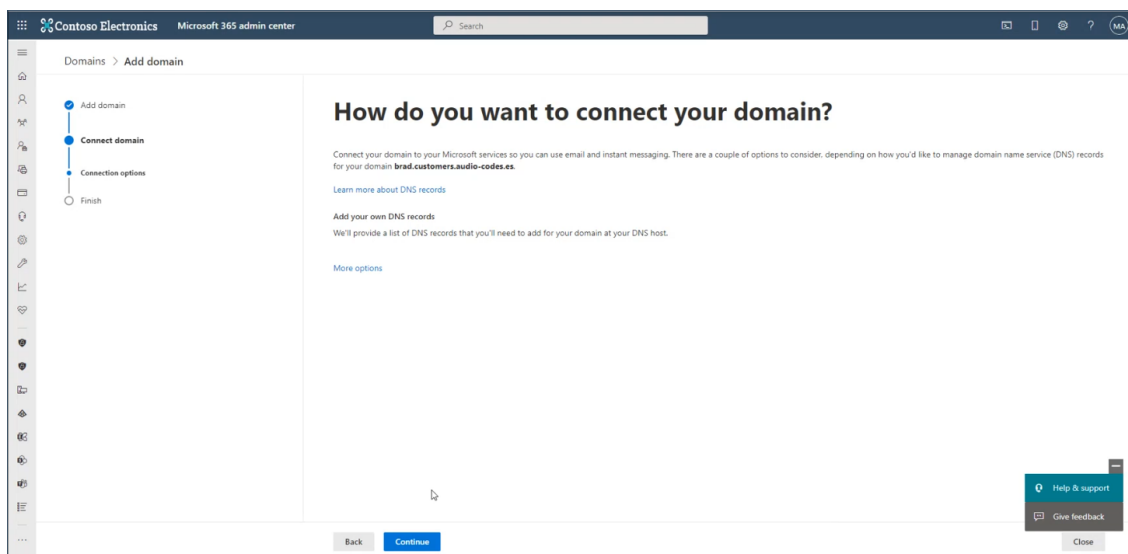 Contoso Electronics Microsoft 365 admin center Search ? MA
Domains > Add domain
Add domain
Connect domain
Connection options
Finish
How do you want to connect your domain?
Connect your domain to your Microsoft services so you can use email and instant messaging. There are a couple of options to consider, depending on how you'd like to manage domain name service (DNS) records
for your domain brad.customers.audio-codes.es.
Learn more about DNS records
Add your own DNS records
We'll provide a list of DNS records that you'll need to add for your domain at your DNS host.
More options
Help & support
Give feedback
Back Continue Close